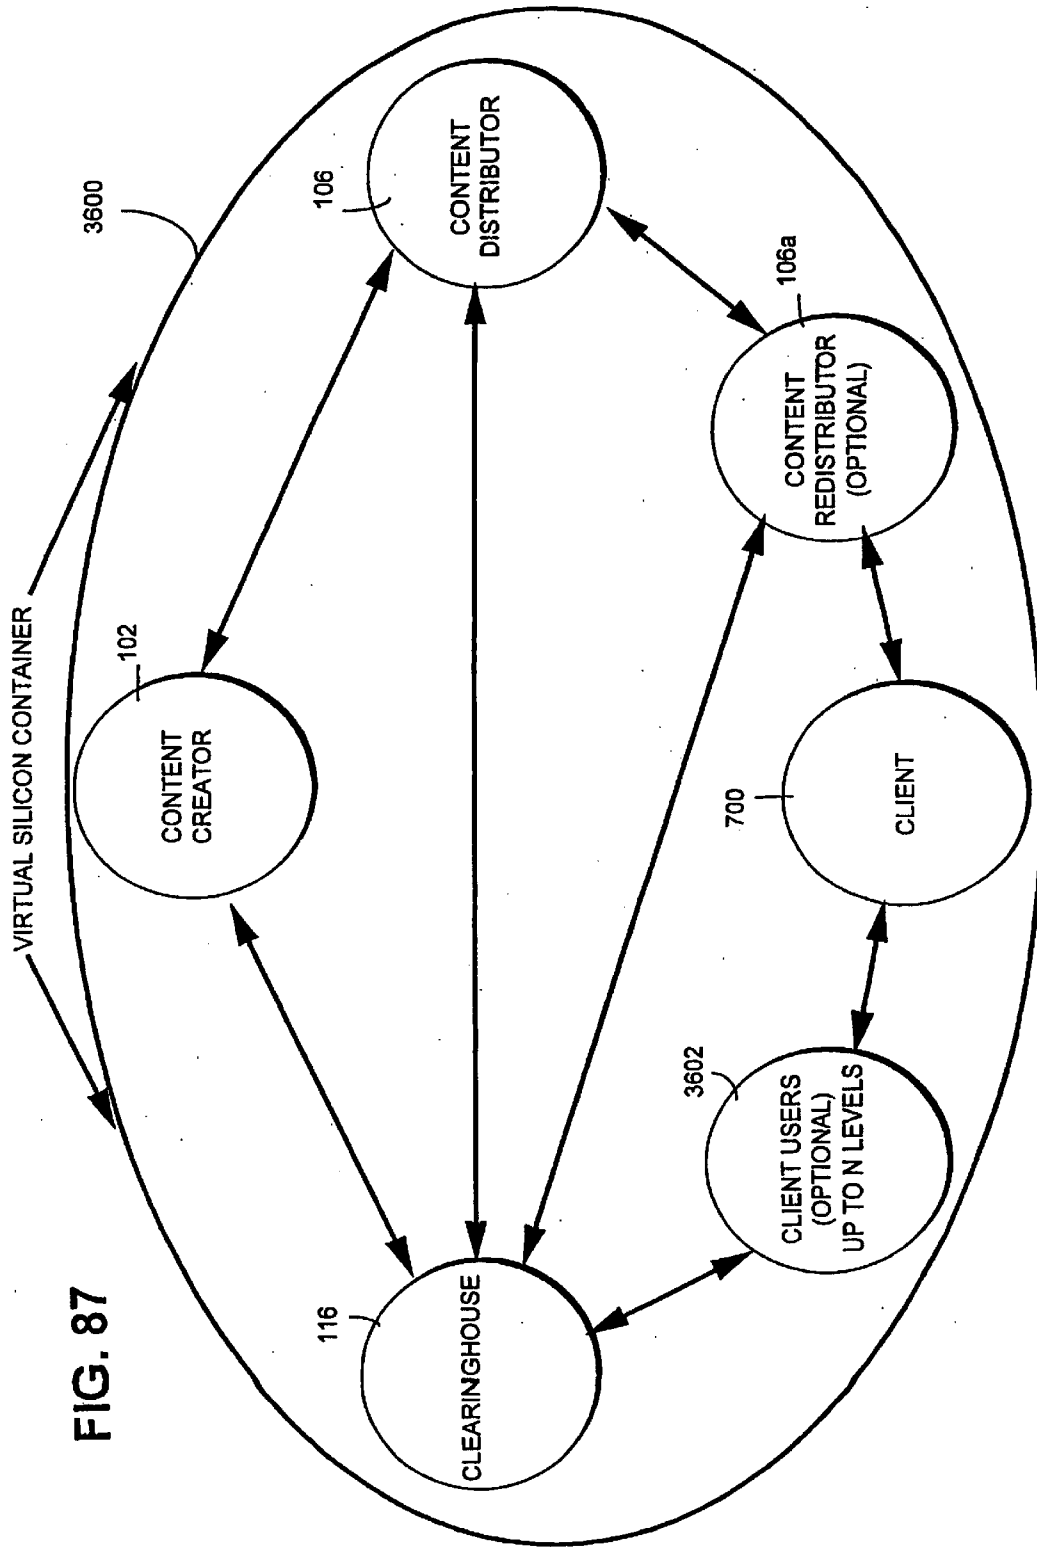 FIG. 87
VIRTUAL SILICON CONTAINER
3600
102
CONTENT
CREATOR
106
CONTENT
DISTRIBUTOR
116
CLEARINGHOUSE
106a
CONTENT
REDISTRIBUTOR
(OPTIONAL)
3602
CLIENT USERS
(OPTIONAL)
UP TO N LEVELS
700
CLIENT